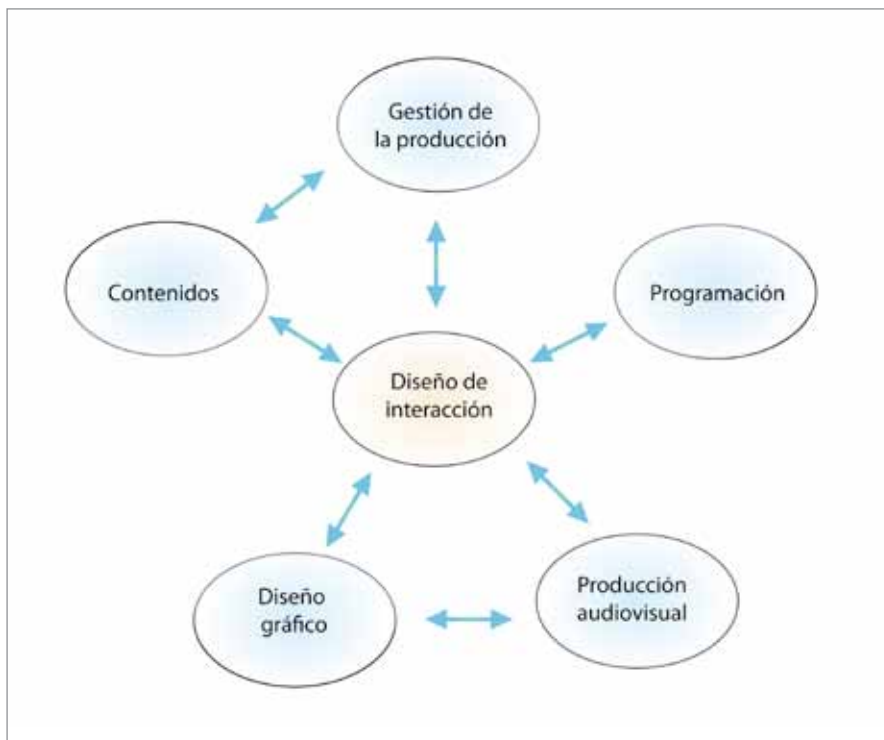 Gestión de
la producción
Contenidos
Programación
Diseño de
interacción
Diseño
gráfico
Producción
audiovisual